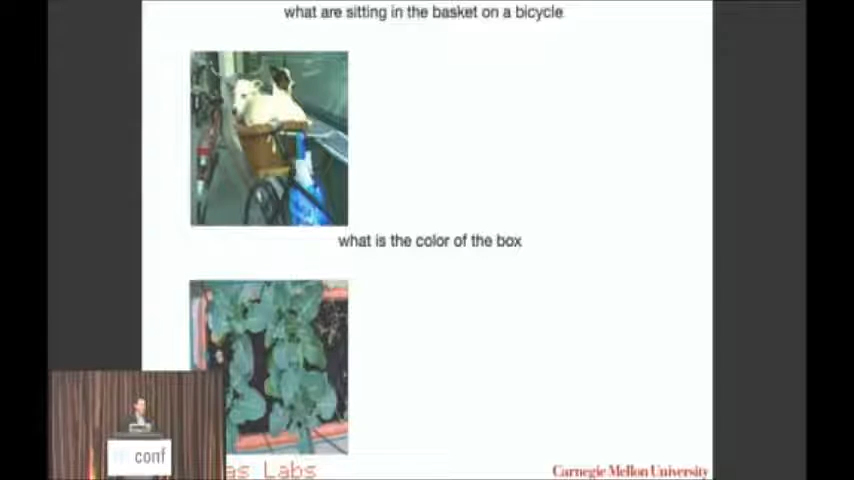 what are sitting in the basket on a bicycle
what is the color of the box
conf
as Labs
Carnegie Mellon University